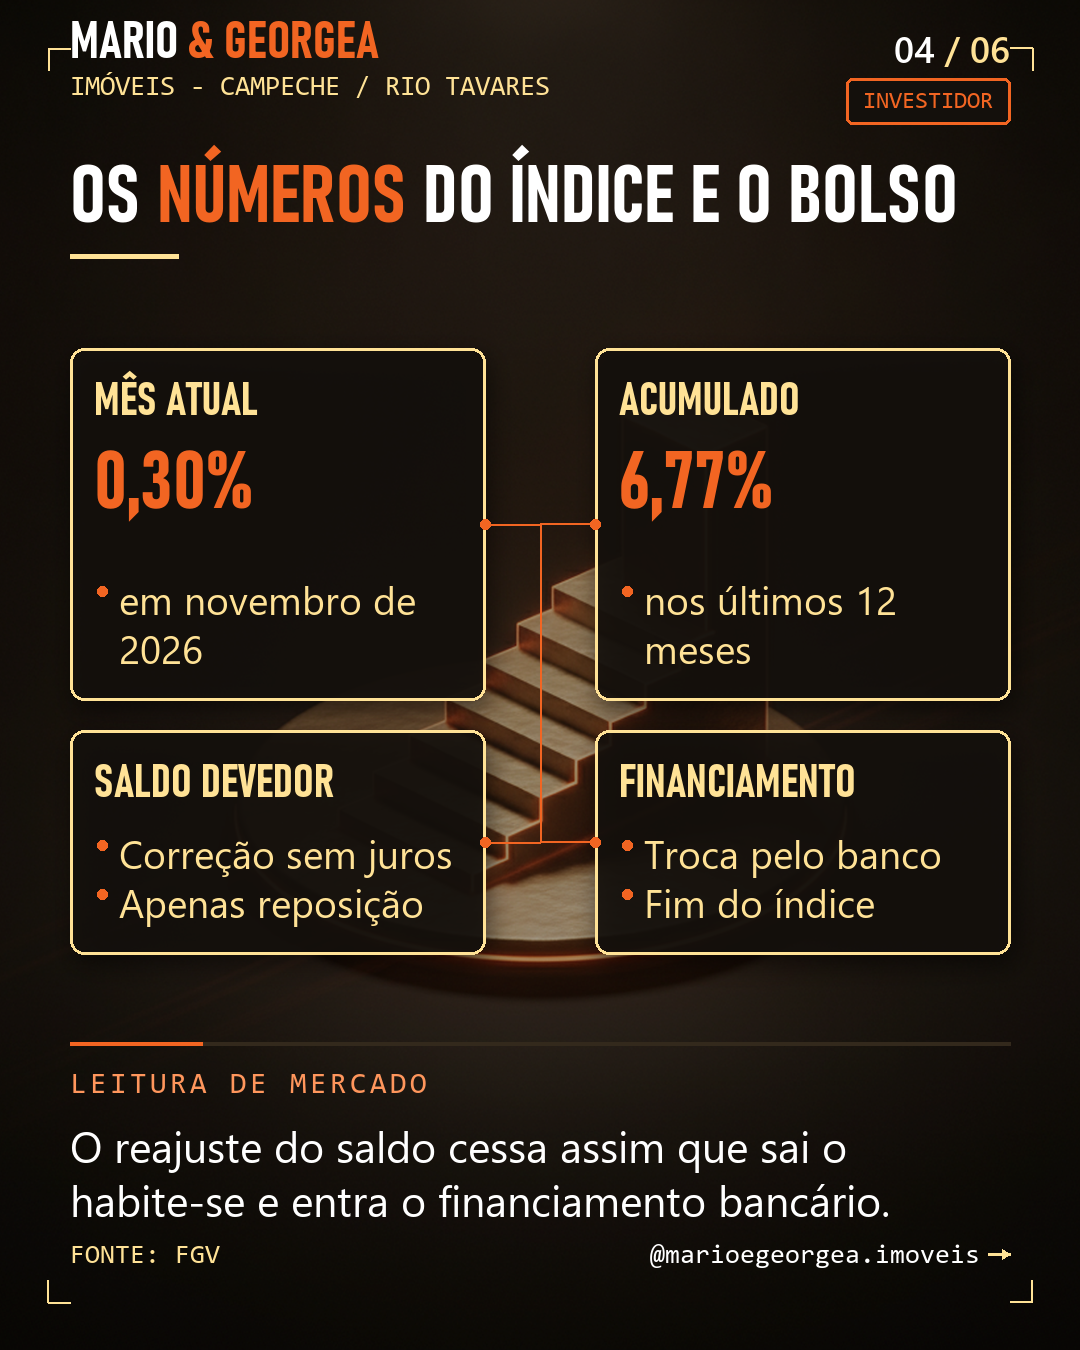 MARIO & GEORGEA
IMÓVEIS - CAMPECHE / RIO TAVARES
04 / 06
INVESTIDOR
OS NÚMEROS DO ÍNDICE E O BOLSO
MÊS ATUAL
0,30%
• em novembro de
2026
ACUMULADO
6,77%
• nos últimos 12
meses
SALDO DEVEDOR
• Correção sem juros
• Apenas reposição
FINANCIAMENTO
• Troca pelo banco
• Fim do índice
LEITURA DE MERCADO
O reajuste do saldo cessa assim que sai o
habite-se e entra o financiamento bancário.
FONTE: FGV
@marioegeorgea.imoveis →